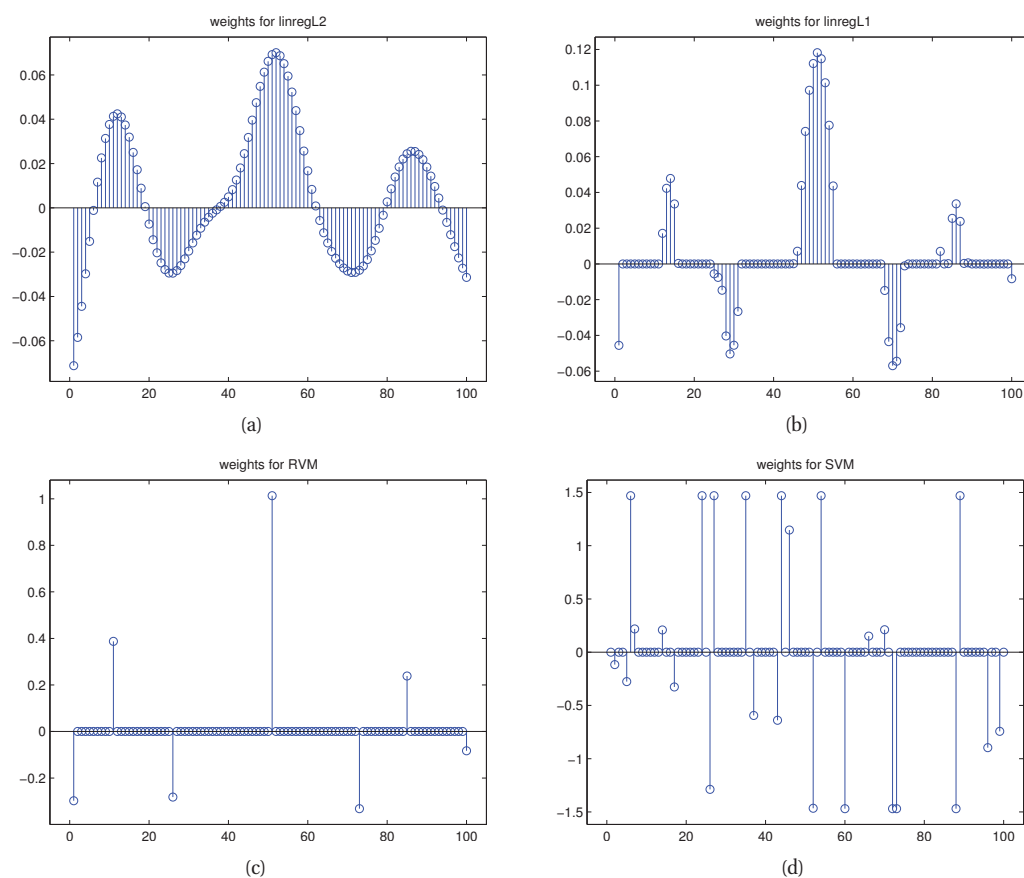 weights for linregL2
0.06
0.04
0.02
0
−0.02
−0.04
−0.06
0 20 40 60 80 100
(a)
weights for linregL1
0.12
0.1
0.08
0.06
0.04
0.02
0
−0.02
−0.04
−0.06
0 20 40 60 80 100
(b)
weights for RVM
1
0.8
0.6
0.4
0.2
0
−0.2
0 20 40 60 80 100
(c)
weights for SVM
1.5
1
0.5
0
−0.5
−1
−1.5
0 20 40 60 80 100
(d)